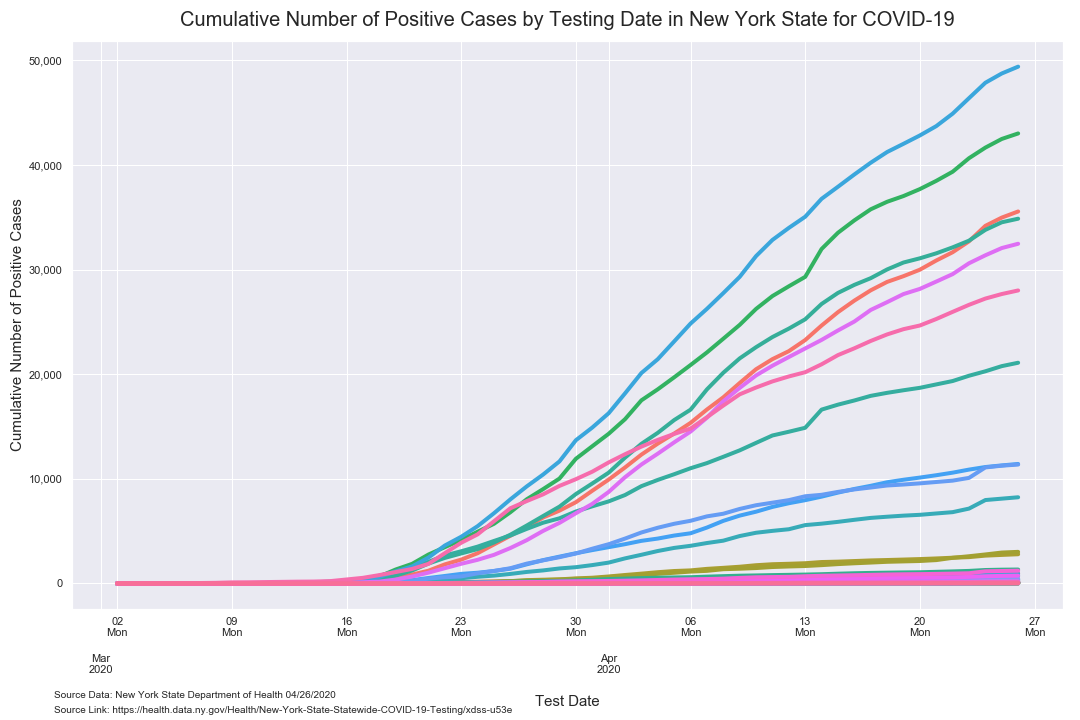 Cumulative Number of Positive Cases by Testing Date in New York State for COVID-19
Cumulative Number of Positive Cases
50,000
40,000
30,000
20,000
10,000
0
02 09 16 23 30 06 13 20 27
Mon Mon Mon Mon Mon Mon Mon Mon Mon
Mar Apr
2020 2020
Test Date
Source Data: New York State Department of Health 04/26/2020
Source Link: https://health.data.ny.gov/Health/New-York-State-Statewide-COVID-19-Testing/xdss-u53e